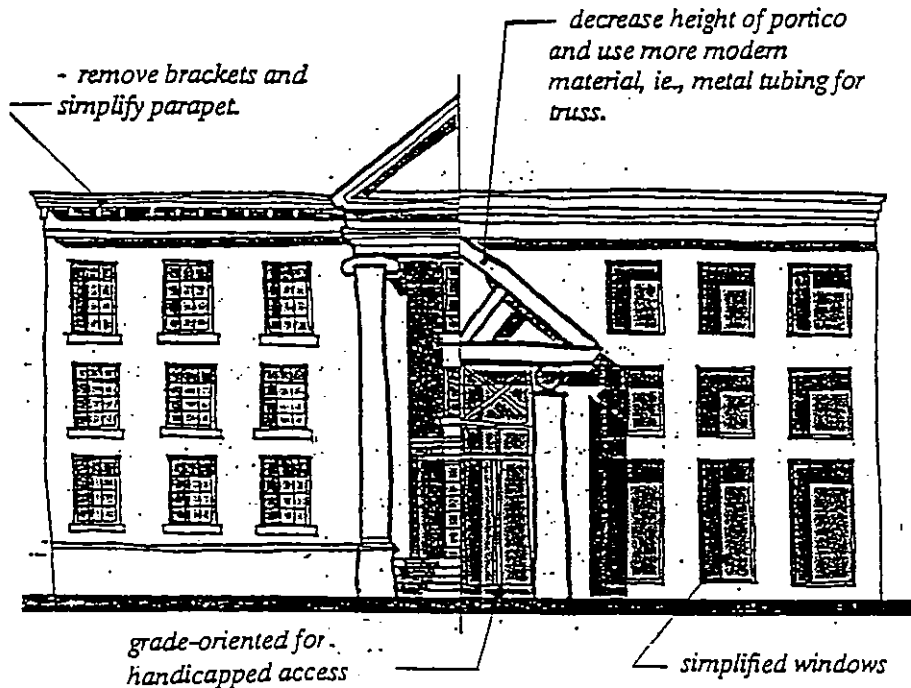 decrease height of portico
and use more modern
material, ie., metal tubing for
truss.
- remove brackets and
simplify parapet.
grade-oriented for
handicapped access
simplified windows